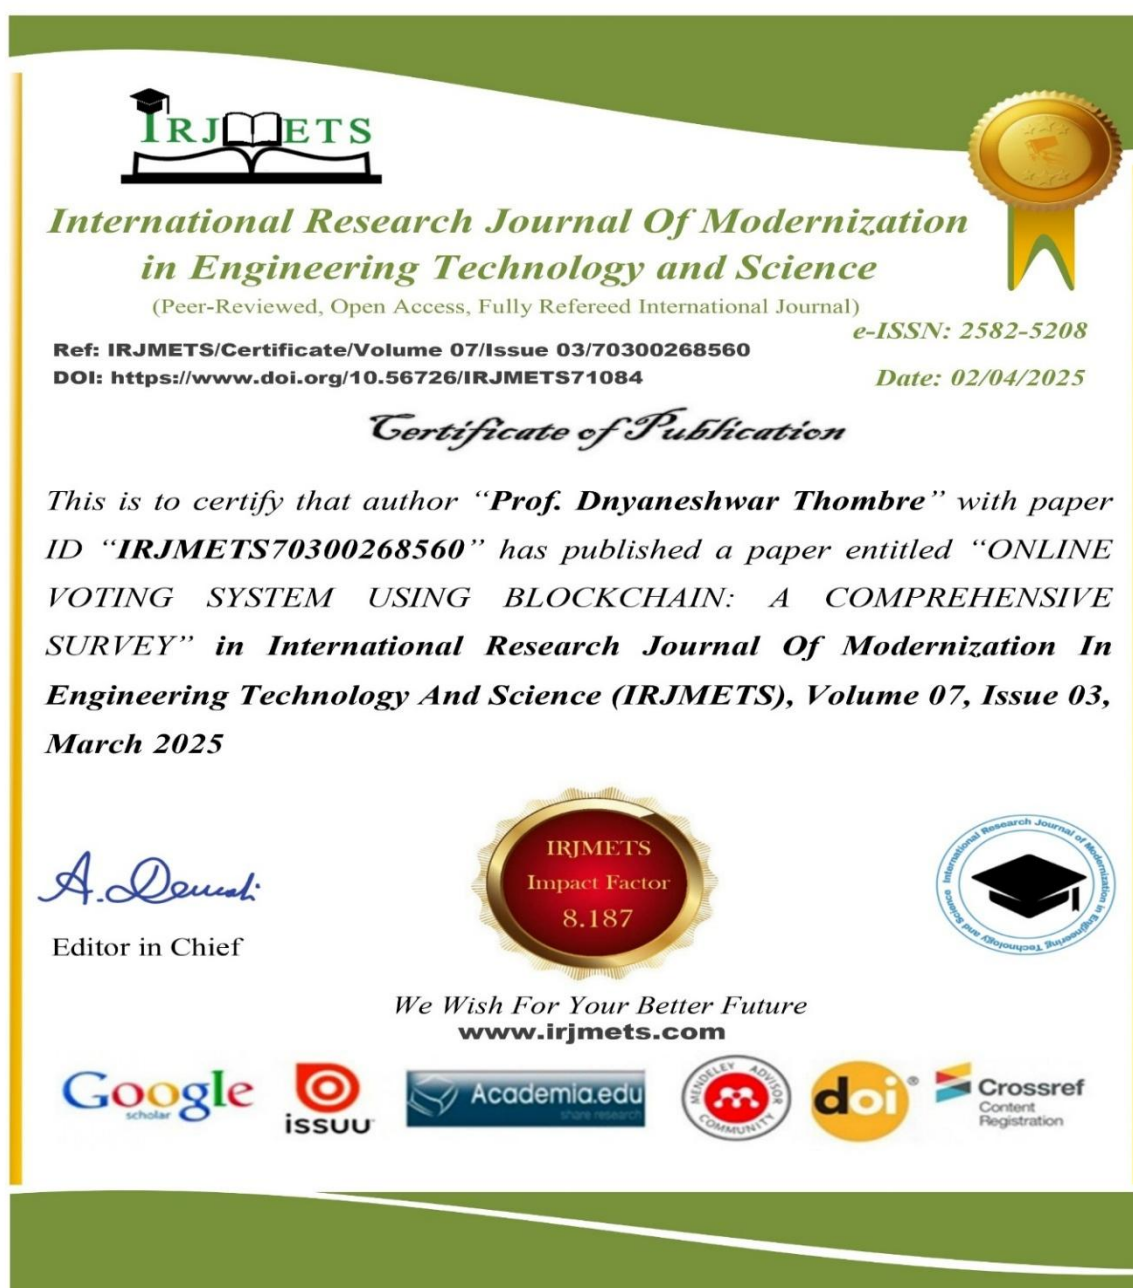 IRJMETS
International Research Journal Of Modernization
in Engineering Technology and Science
(Peer-Reviewed, Open Access, Fully Refereed International Journal)
e-ISSN: 2582-5208
Ref: IRJMETS/Certificate/Volume 07/Issue 03/70300268560
DOI: https://www.doi.org/10.56726/IRJMETS71084
Date: 02/04/2025
Certificate of Publication
This is to certify that author “Prof. Dnyaneshwar Thombre” with paper
ID “IRJMETS70300268560” has published a paper entitled “ONLINE
VOTING SYSTEM USING BLOCKCHAIN: A COMPREHENSIVE
SURVEY” in International Research Journal Of Modernization In
Engineering Technology And Science (IRJMETS), Volume 07, Issue 03,
March 2025
IRJMETS
Impact Factor
8.187
International Research Journal of Modernization in Engineering Technology and Science
Editor in Chief
We Wish For Your Better Future
www.irjmets.com
Google
scholar
issuu
Academia.edu
share research
MENDELEY ADVISOR
COMMUNITY
doi®
Crossref
Content
Registration